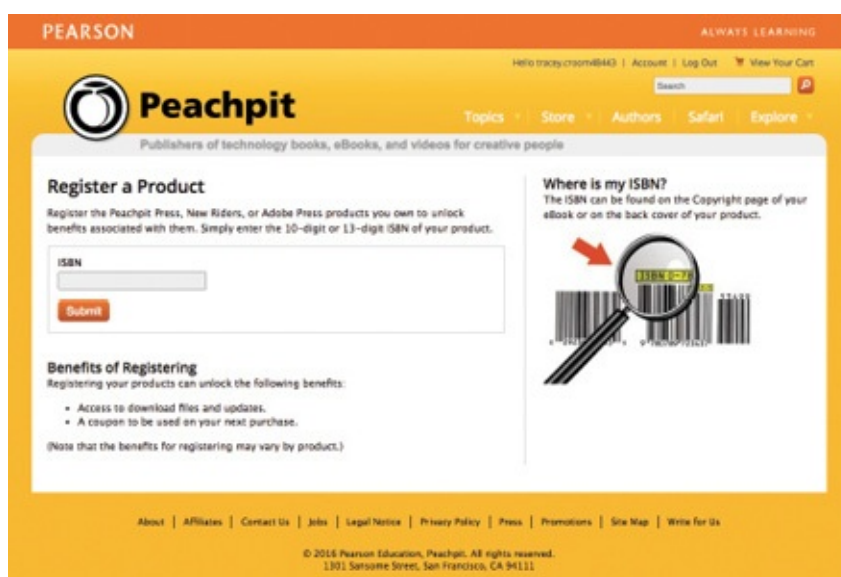 PEARSON
ALWAYS LEARNING
Hello tracey.croom48443 | Account | Log Out View Your Cart
Search
Peachpit
Topics Store Authors Safari Explore
Publishers of technology books, eBooks, and videos for creative people
Register a Product
Register the Peachpit Press, New Riders, or Adobe Press products you own to unlock
benefits associated with them. Simply enter the 10-digit or 13-digit ISBN of your product.
ISBN
Submit
Benefits of Registering
Registering your products can unlock the following benefits:
• Access to download files and updates.
• A coupon to be used on your next purchase.
(Note that the benefits for registering may vary by product.)
Where is my ISBN?
The ISBN can be found on the Copyright page of your
eBook or on the back cover of your product.
ISBN 0-7
About | Affiliates | Contact Us | Jobs | Legal Notice | Privacy Policy | Press | Promotions | Site Map | Write for Us
© 2016 Pearson Education, Peachpit. All rights reserved.
1301 Sansome Street, San Francisco, CA 94111